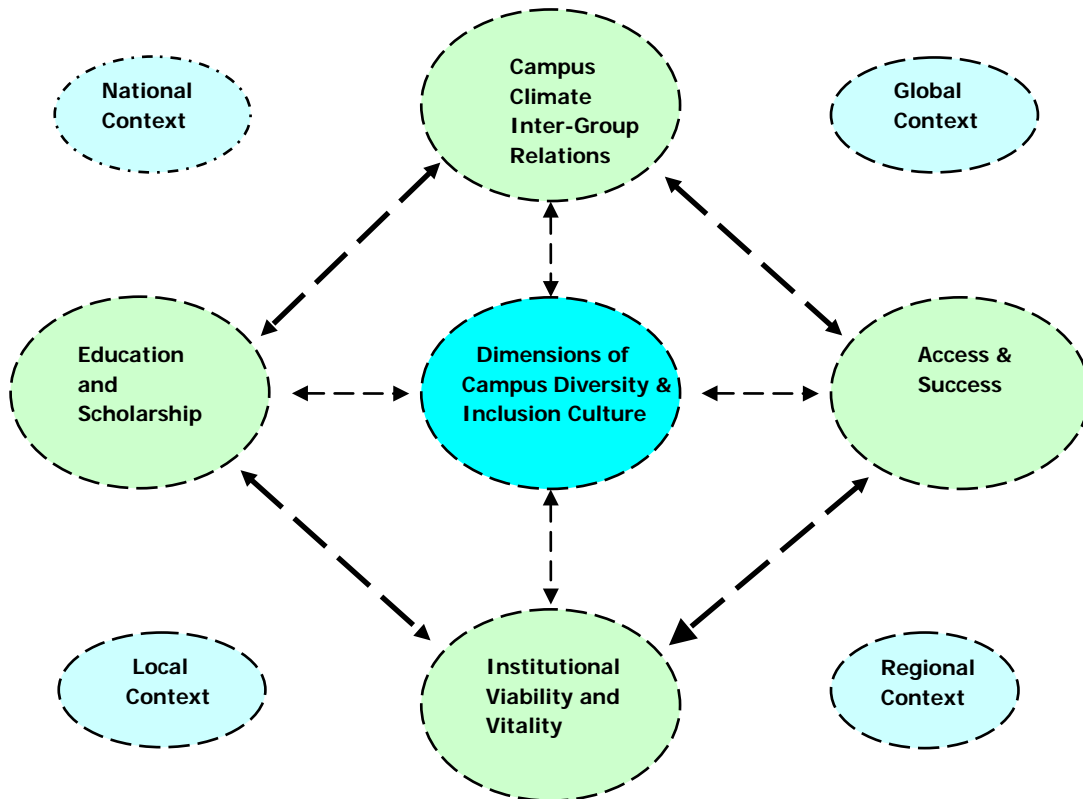 National
Context
Campus
Climate
Inter-Group
Relations
Global
Context
Education
and
Scholarship
Dimensions of
Campus Diversity &
Inclusion Culture
Access &
Success
Local
Context
Institutional
Viability and
Vitality
Regional
Context